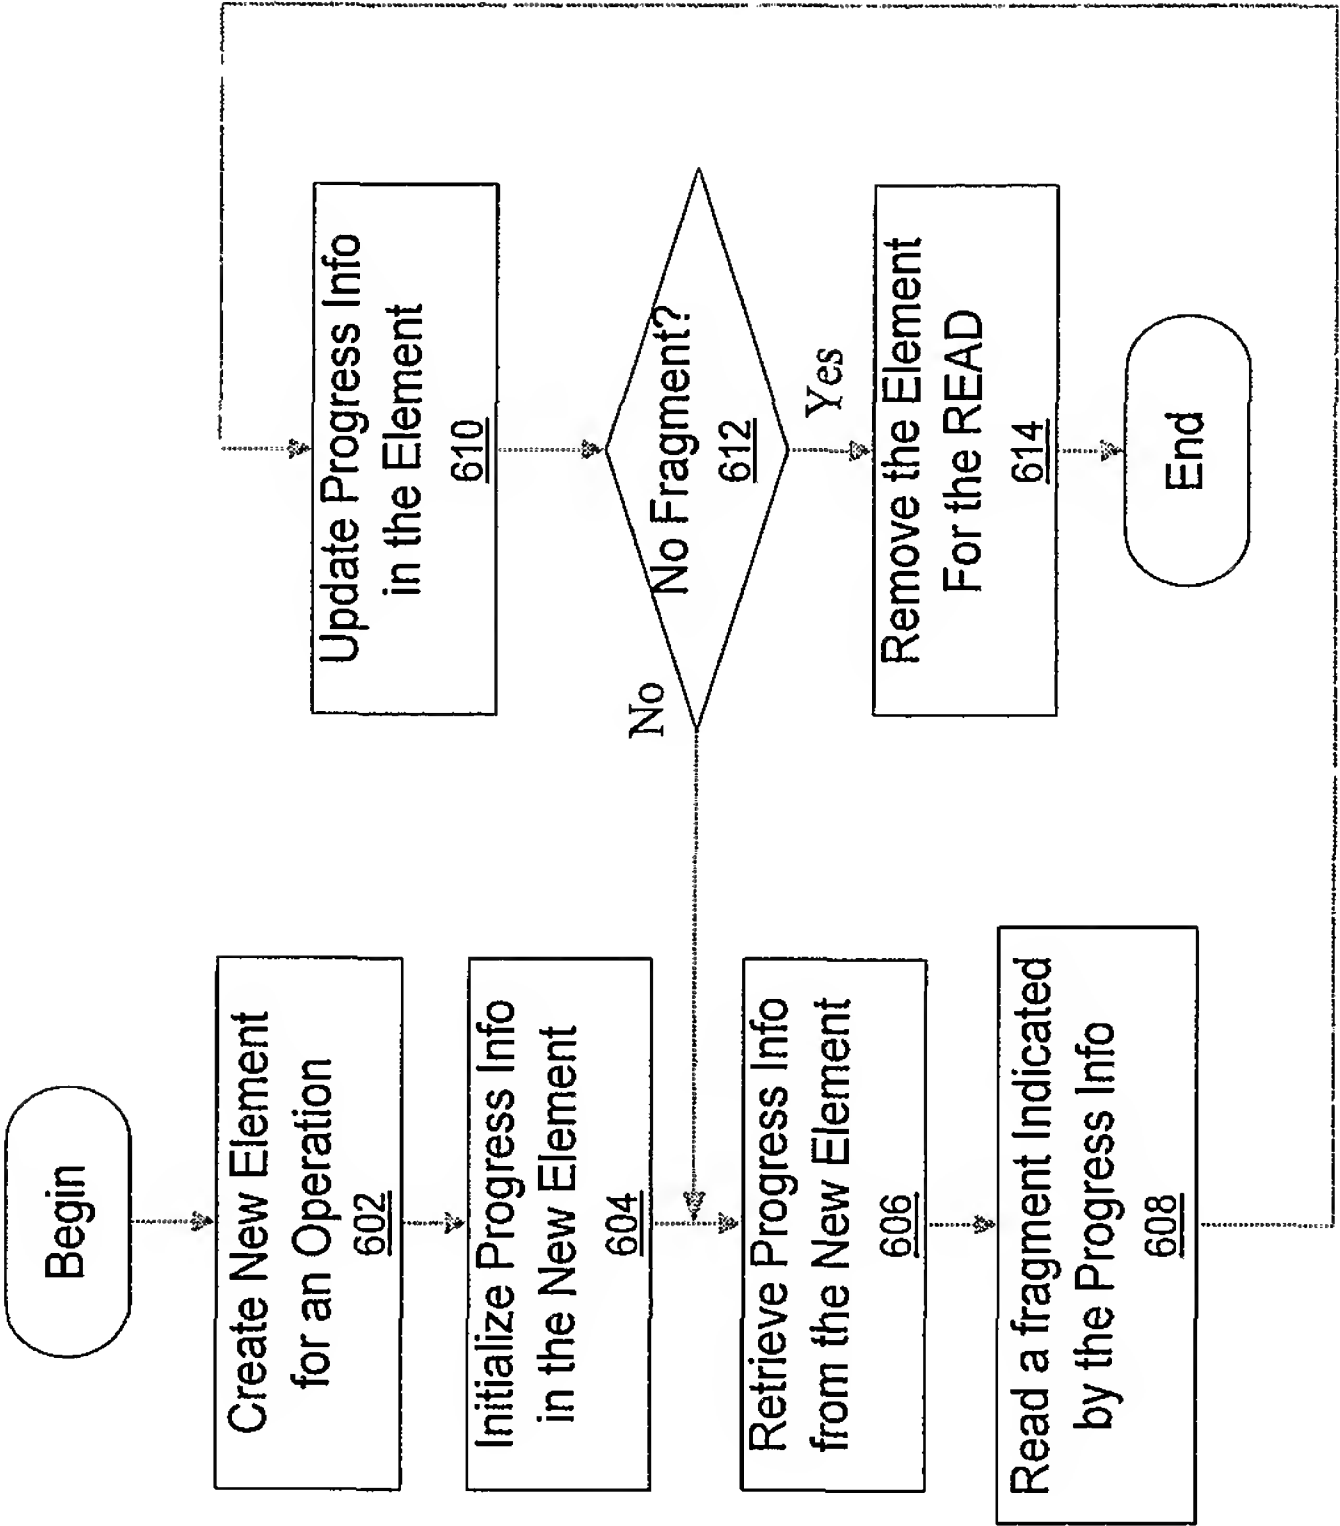 Begin
Create New Element
for an Operation
602
Initialize Progress Info
in the New Element
604
Retrieve Progress Info
from the New Element
606
Read a fragment Indicated
by the Progress Info
608
Update Progress Info
in the Element
610
No Fragment?
612
No
Yes
Remove the Element
For the READ
614
End